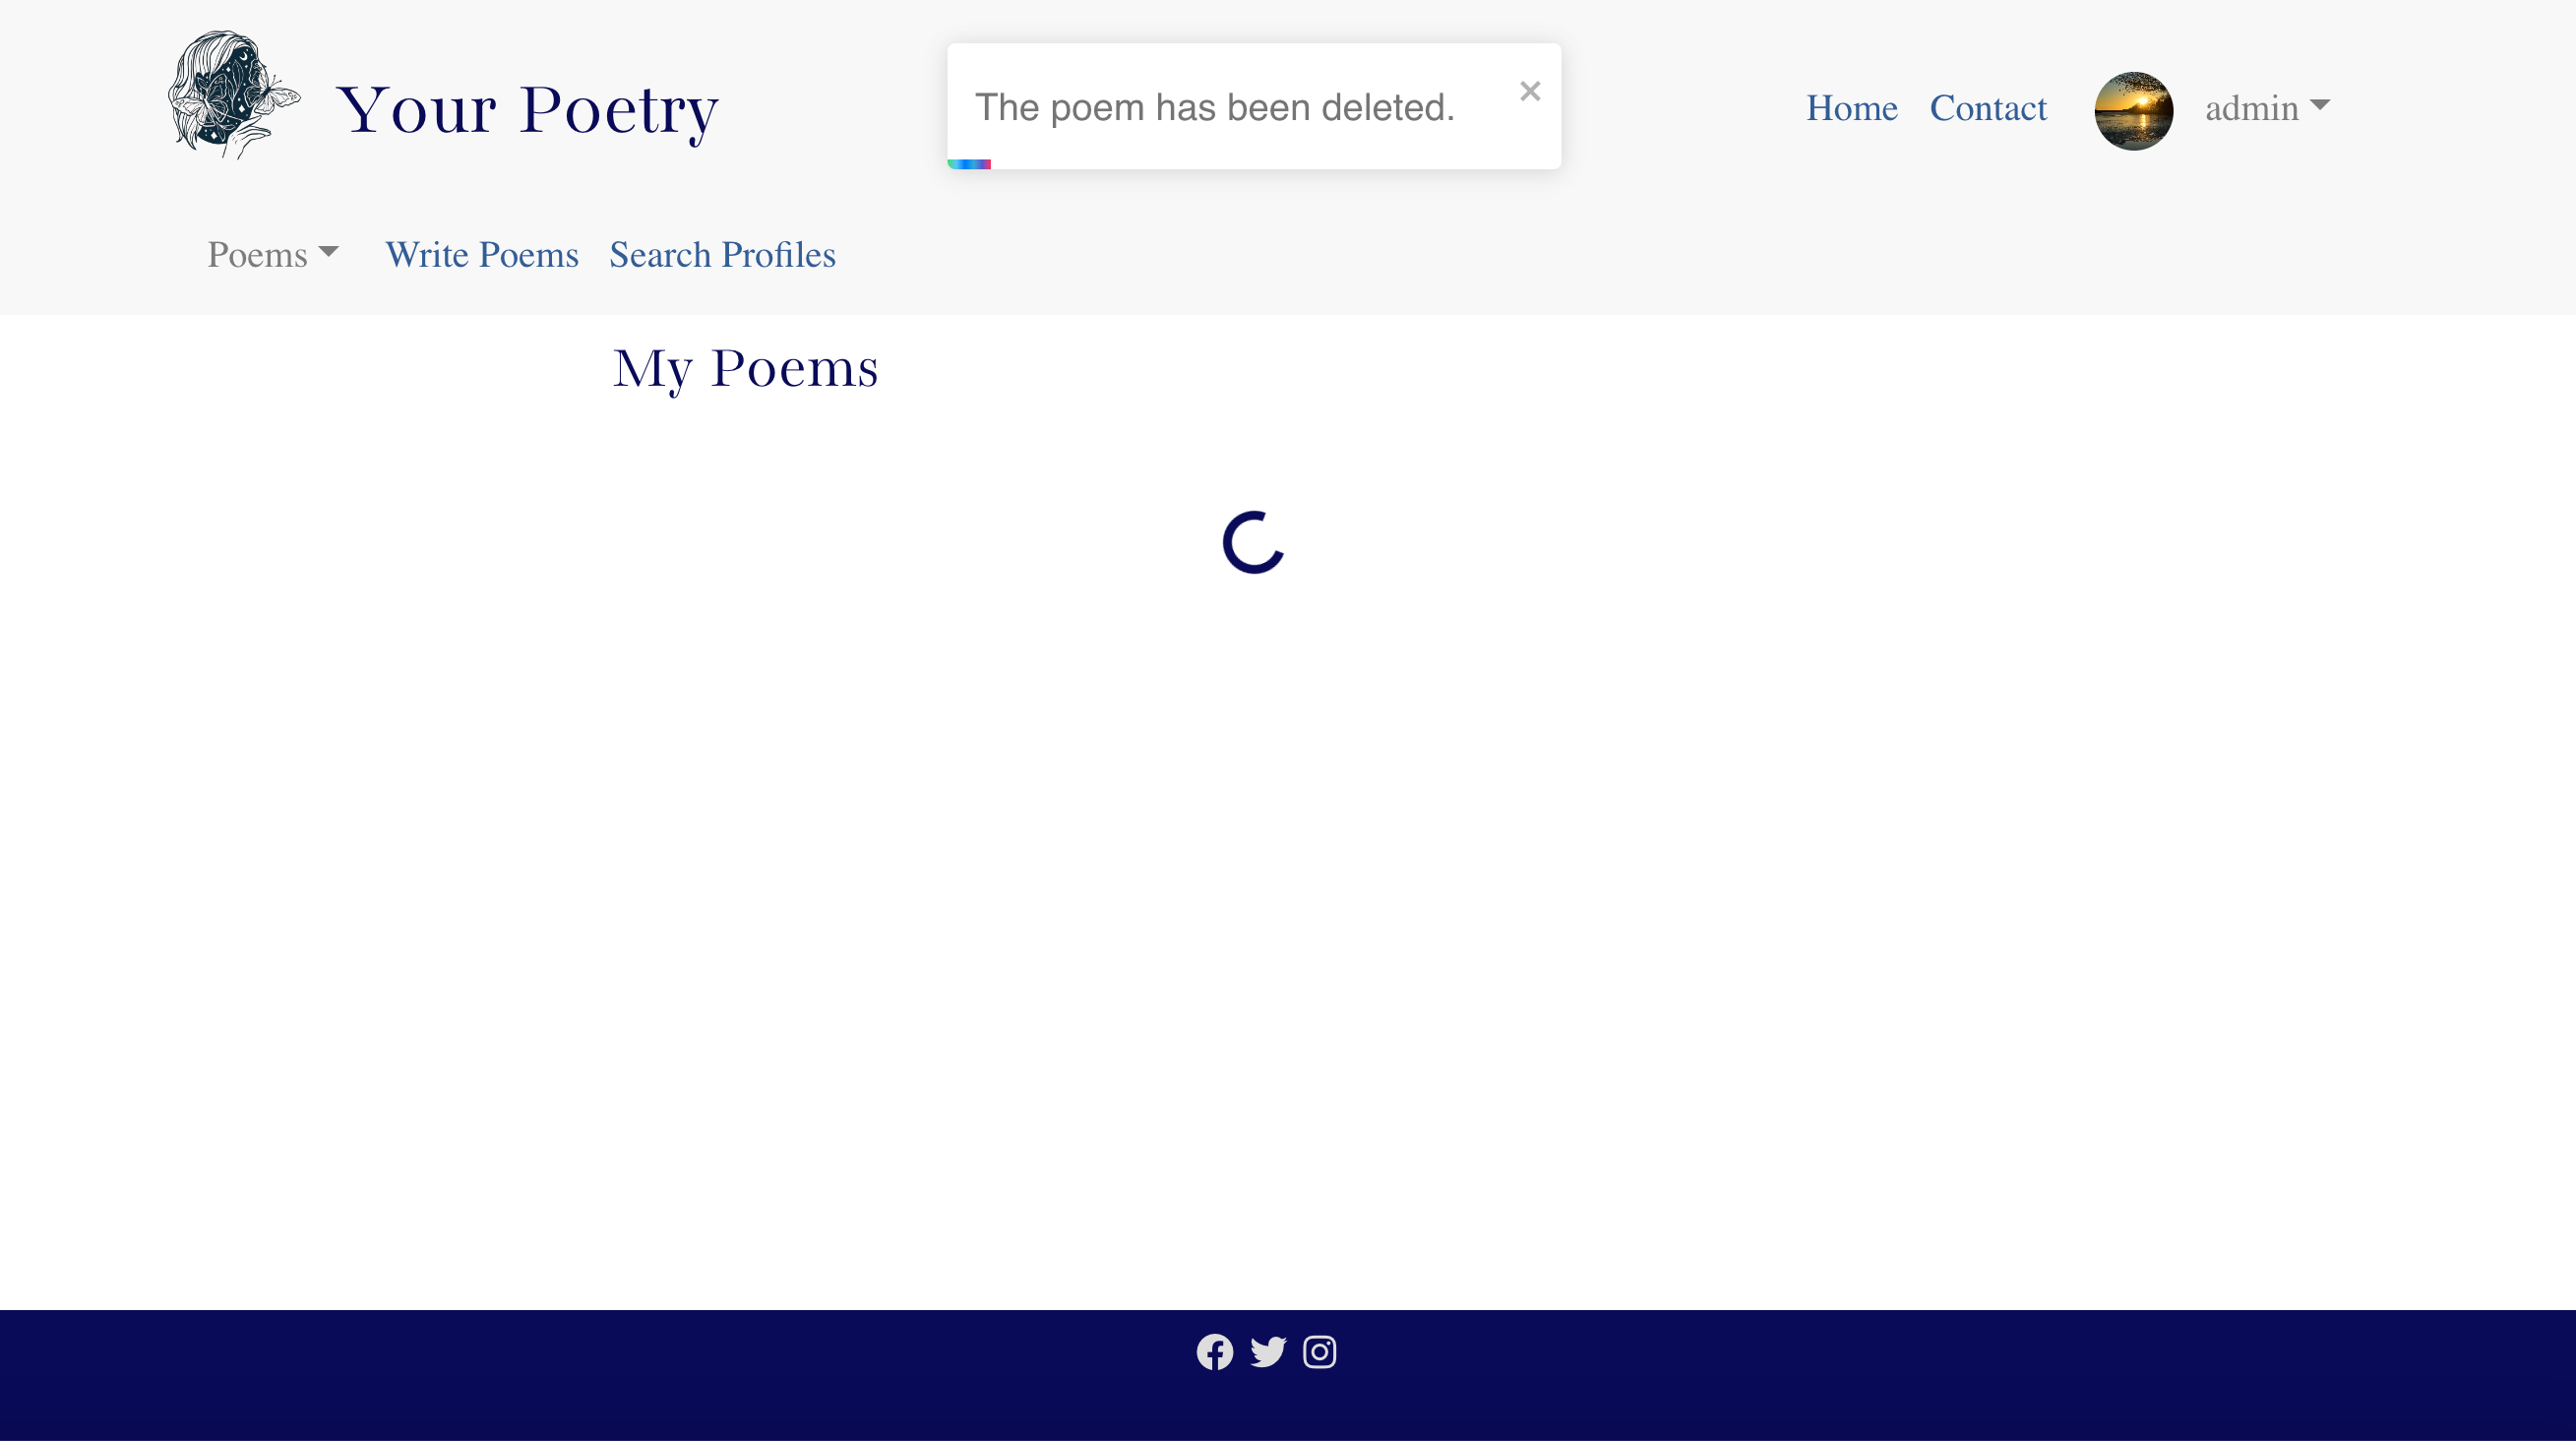 Your Poetry
The poem has been deleted.
Home Contact admin
Poems Write Poems Search Profiles
My Poems